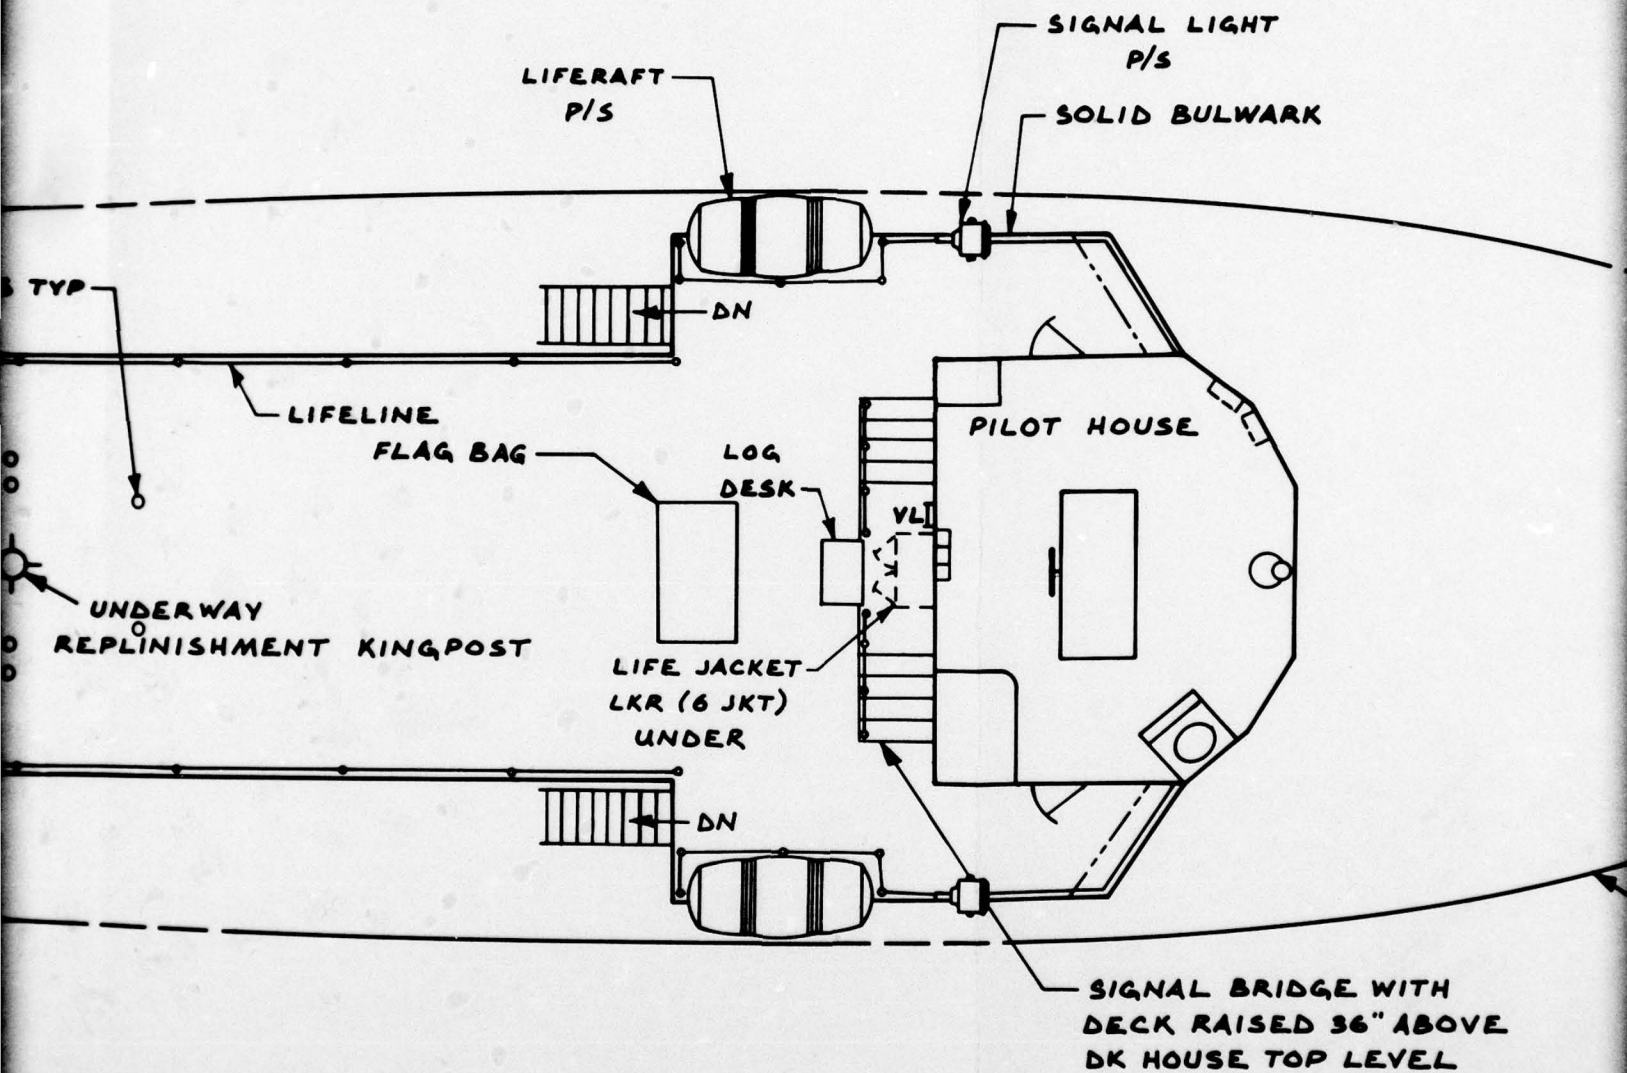 SIGNAL LIGHT
P/S
LIFERAFT
P/S
SOLID BULWARK
TYP
DN
LIFELINE
FLAG BAG
LOG
DESK
PILOT HOUSE
VL
UNDERWAY
REPLINISHMENT KINGPOST
LIFE JACKET
LKR (6 JKT)
UNDER
DN
SIGNAL BRIDGE WITH
DECK RAISED 36" ABOVE
DK HOUSE TOP LEVEL